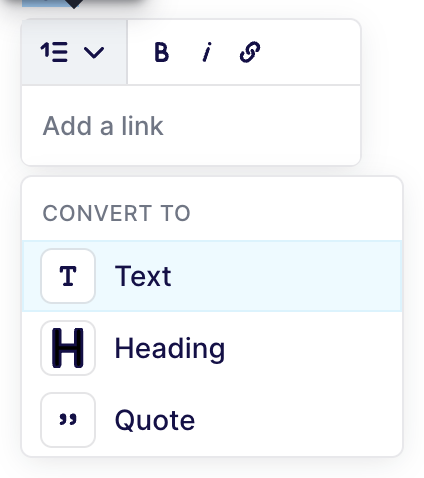 B i
Add a link
CONVERT TO
T Text
H Heading
” Quote